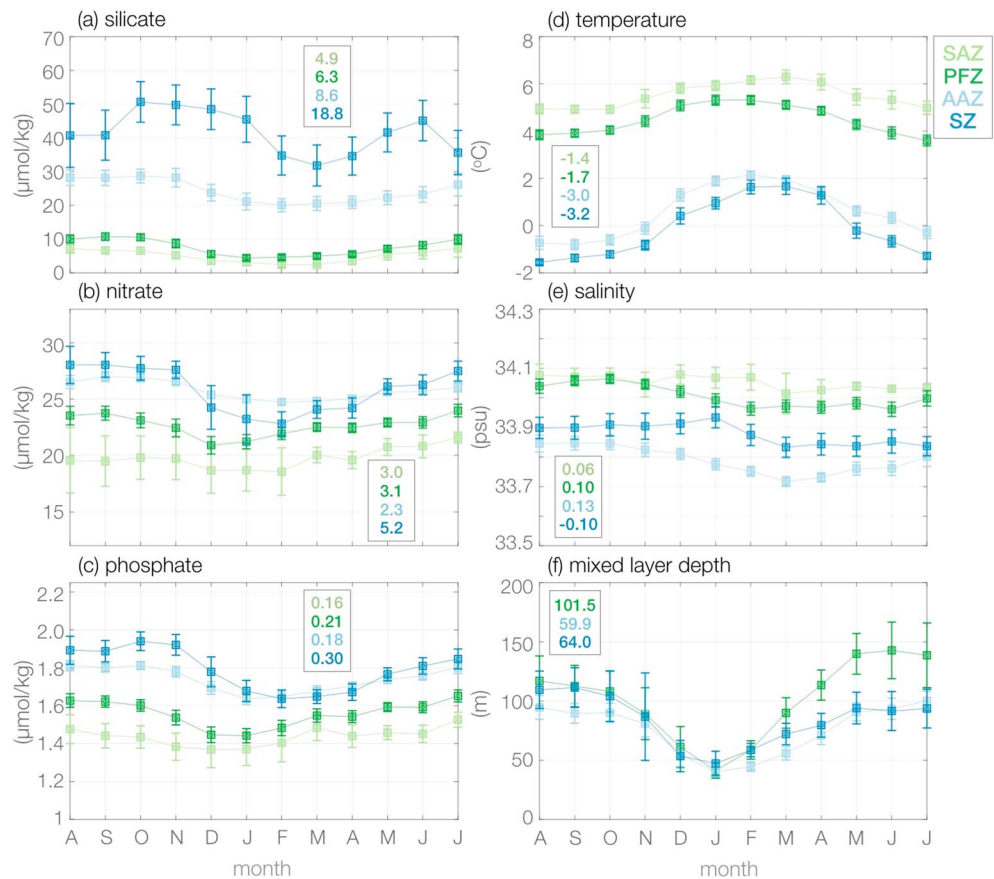 (a) silicate
70
60
50
40
30
20
10
0
(μmol/kg)
4.9
6.3
8.6
18.8
(d) temperature
8
6
4
2
0
-2
(°C)
-1.4
-1.7
-3.0
-3.2
SAZ
PFZ
AAZ
SZ
(b) nitrate
30
25
20
15
(μmol/kg)
3.0
3.1
2.3
5.2
(e) salinity
34.3
34.1
33.9
33.7
33.5
(psu)
0.06
0.10
0.13
-0.10
(c) phosphate
2.2
2.0
1.8
1.6
1.4
1.2
1
(μmol/kg)
0.16
0.21
0.18
0.30
A S O N D J F M A M J J
month
(f) mixed layer depth
200
150
100
50
0
(m)
101.5
59.9
64.0
A S O N D J F M A M J J
month